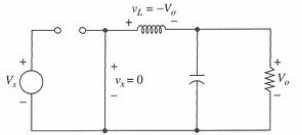 v_L = −V_o
+ −
+ +
V_s v_x = 0 V_o
− − −
+